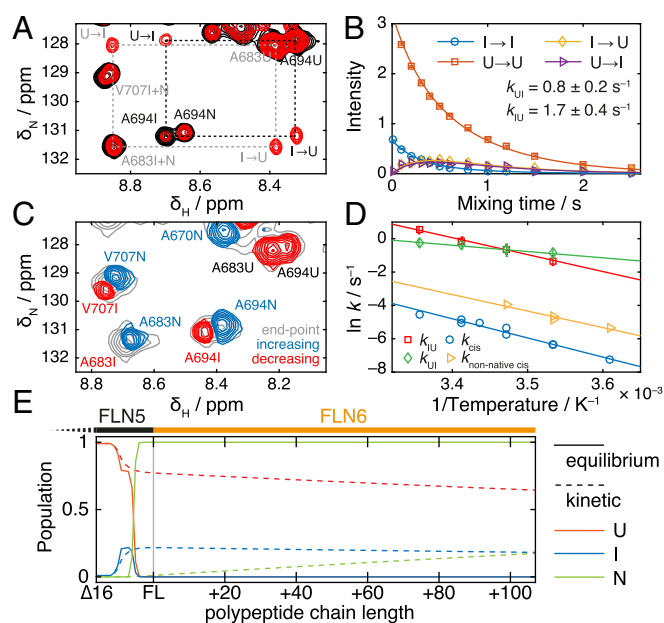 A
U→I
U→I
A683U
A694U
V707I+N
A694I
A694N
A683I+N
I→U
I→U
128
129
130
131
132
δN / ppm
8.8
8.6
8.4
δH / ppm
B
Intensity
I→I
I→U
U→U
U→I
kUI = 0.8 ± 0.2 s⁻¹
kIU = 1.7 ± 0.4 s⁻¹
3
2
1
0
0
1
2
Mixing time / s
C
A670N
V707N
A683U
A694U
V707I
A683N
A694N
A683I
A694I
end-point
increasing
decreasing
128
129
130
131
132
δN / ppm
8.8
8.6
8.4
8.2
δH / ppm
D
ln k / s⁻¹
0
−2
−4
−6
−8
kIU
kcis
kUI
knon-native cis
3.4
3.5
3.6
× 10⁻³
1/Temperature / K⁻¹
E
FLN5
FLN6
Population
1
0.5
0
Δ16
FL
+20
+40
+60
+80
+100
polypeptide chain length
equilibrium
kinetic
U
I
N